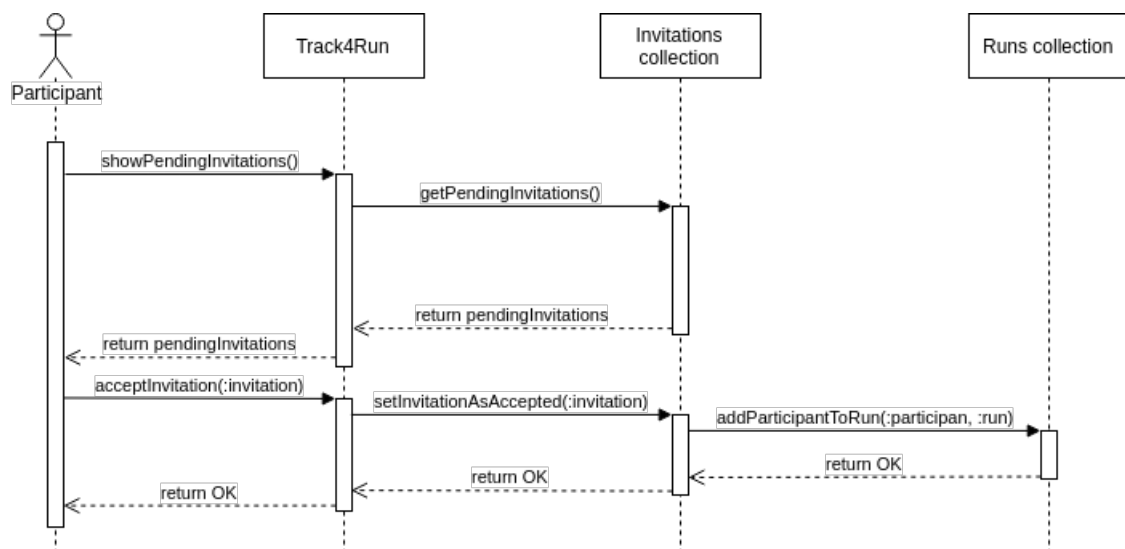 Track4Run
Invitations
collection
Runs collection
Participant
showPendingInvitations()
getPendingInvitations()
return pendingInvitations
return pendingInvitations
acceptInvitation(:invitation)
setInvitationAsAccepted(:invitation)
addParticipantToRun(:participan, :run)
return OK
return OK
return OK